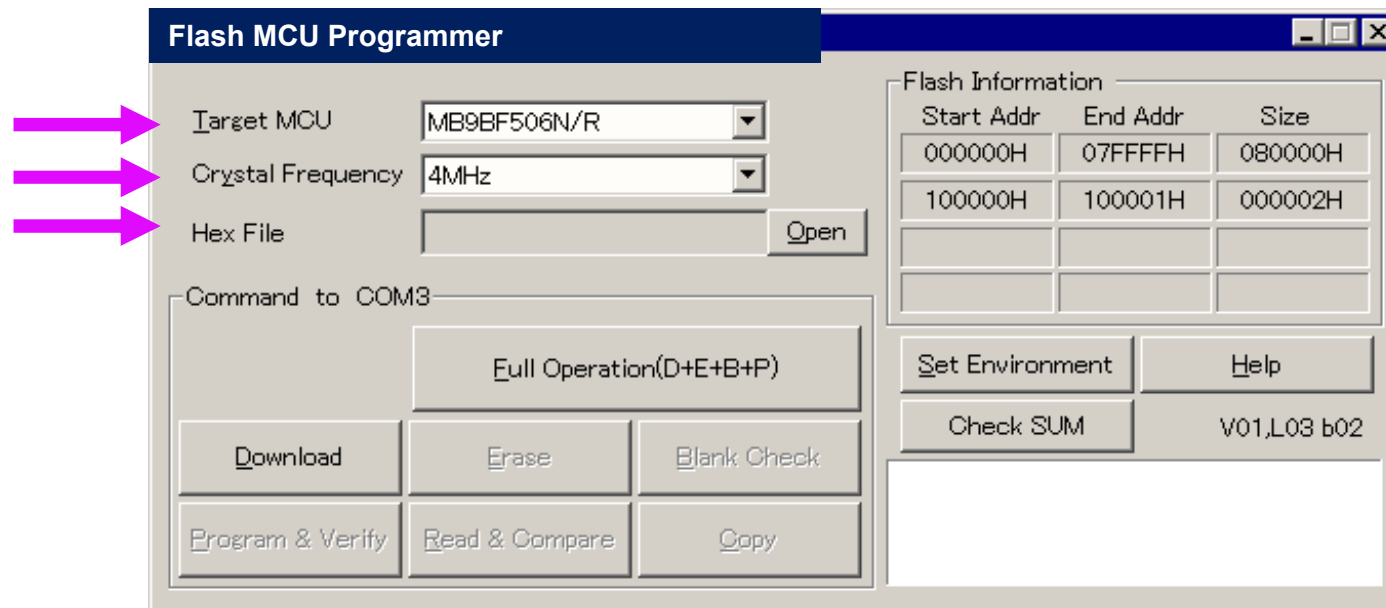 Flash MCU Programmer
Target MCU
MB9BF506N/R
Crystal Frequency
4MHz
Hex File
Open
Command to COM3
Full Operation(D+E+B+P)
Download
Erase
Blank Check
Program & Verify
Read & Compare
Copy
Flash Information
Start Addr End Addr Size
000000H 07FFFFH 080000H
100000H 100001H 000002H
Set Environment
Help
Check SUM
V01,L03 b02